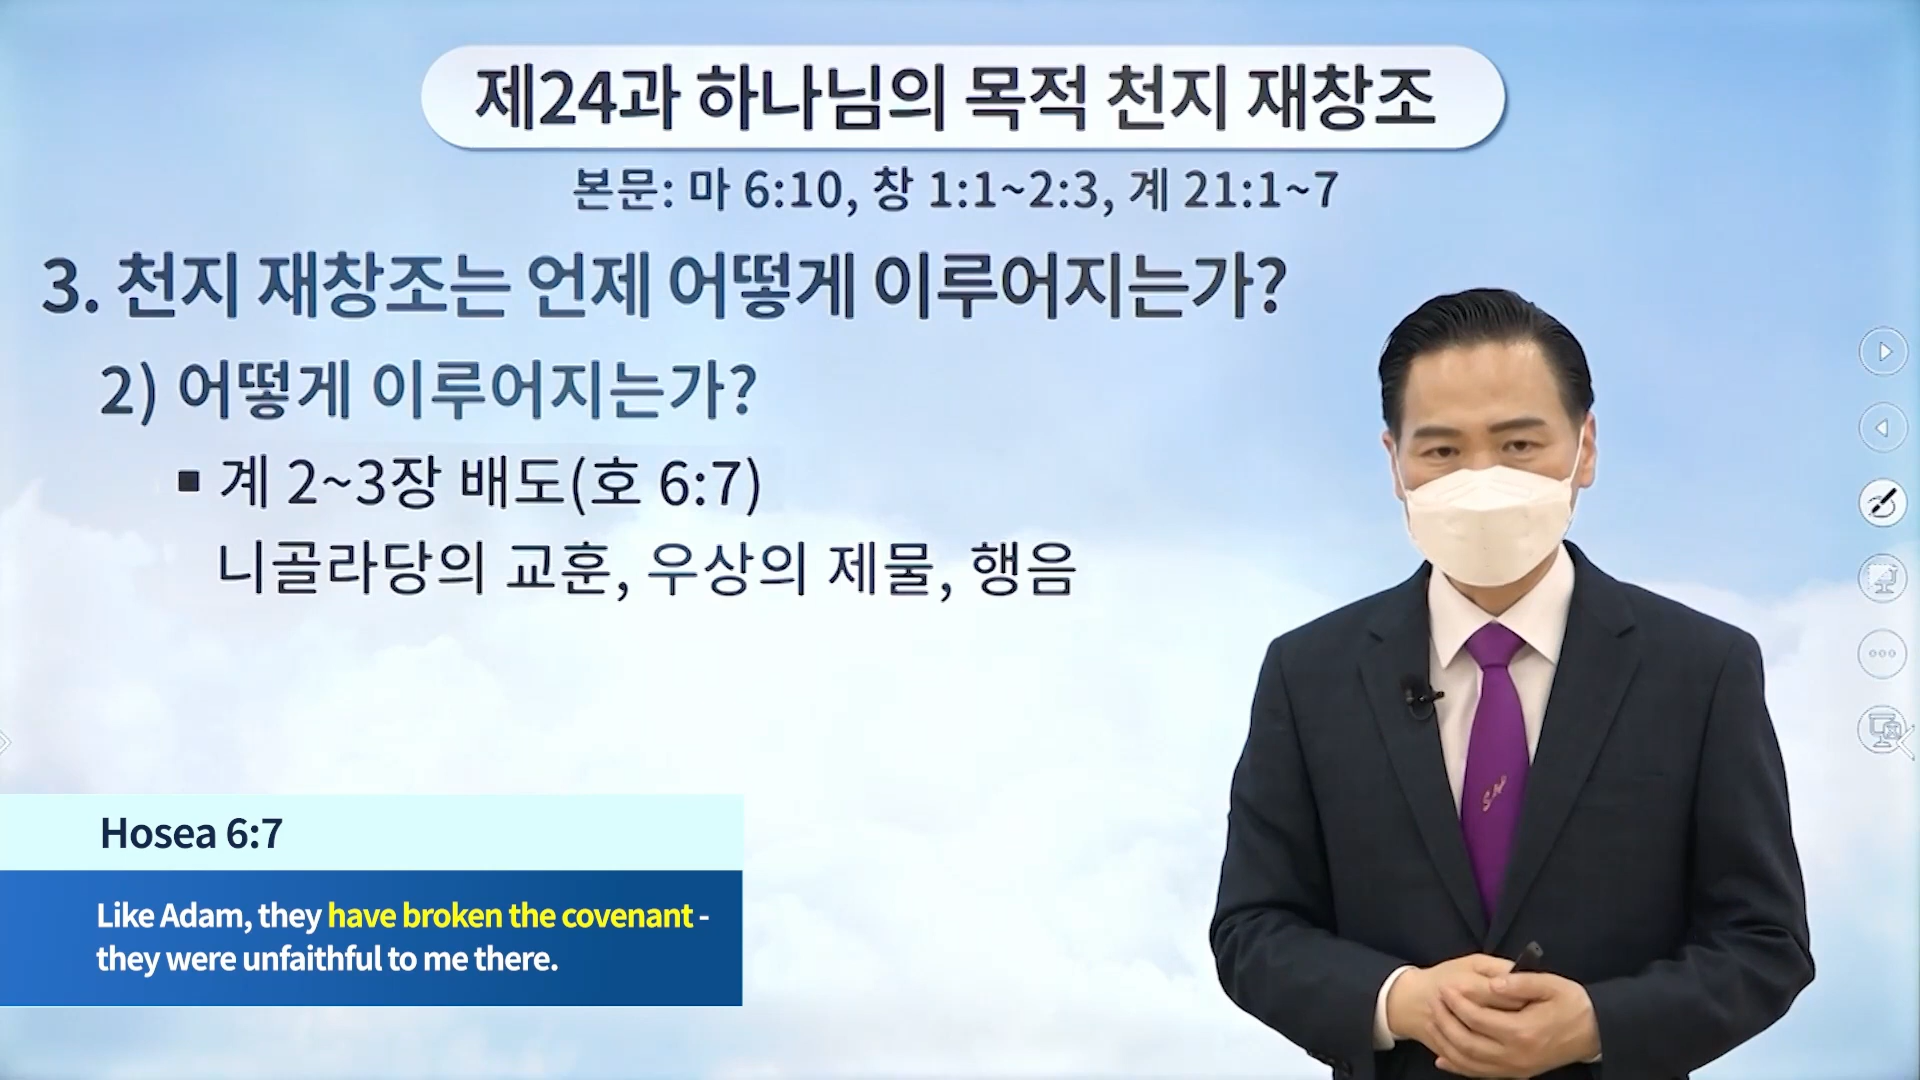 제24과 하나님의 목적 천지 재창조
본문: 마 6:10, 창 1:1~2:3, 계 21:1~7
3. 천지 재창조는 언제 어떻게 이루어지는가?
2) 어떻게 이루어지는가?
▪ 계 2~3장 배도(호 6:7)
니골라당의 교훈, 우상의 제물, 행음
Hosea 6:7
Like Adam, they have broken the covenant -
they were unfaithful to me there.